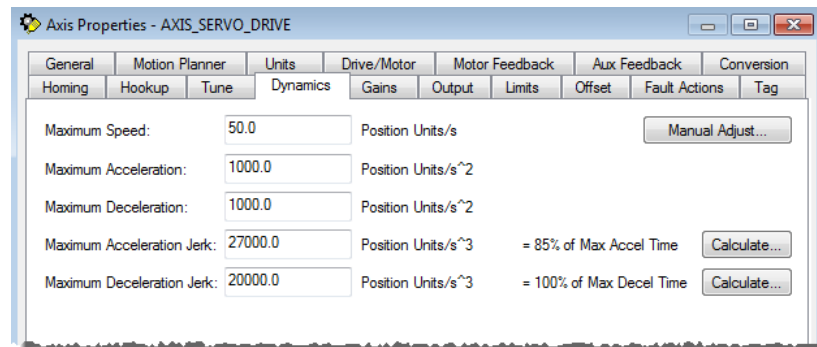 Axis Properties - AXIS_SERVO_DRIVE
General Motion Planner Units Drive/Motor Motor Feedback Aux Feedback Conversion
Homing Hookup Tune Dynamics Gains Output Limits Offset Fault Actions Tag
Maximum Speed: 50.0 Position Units/s Manual Adjust...
Maximum Acceleration: 1000.0 Position Units/s^2
Maximum Deceleration: 1000.0 Position Units/s^2
Maximum Acceleration Jerk: 27000.0 Position Units/s^3 = 85% of Max Accel Time Calculate...
Maximum Deceleration Jerk: 20000.0 Position Units/s^3 = 100% of Max Decel Time Calculate...